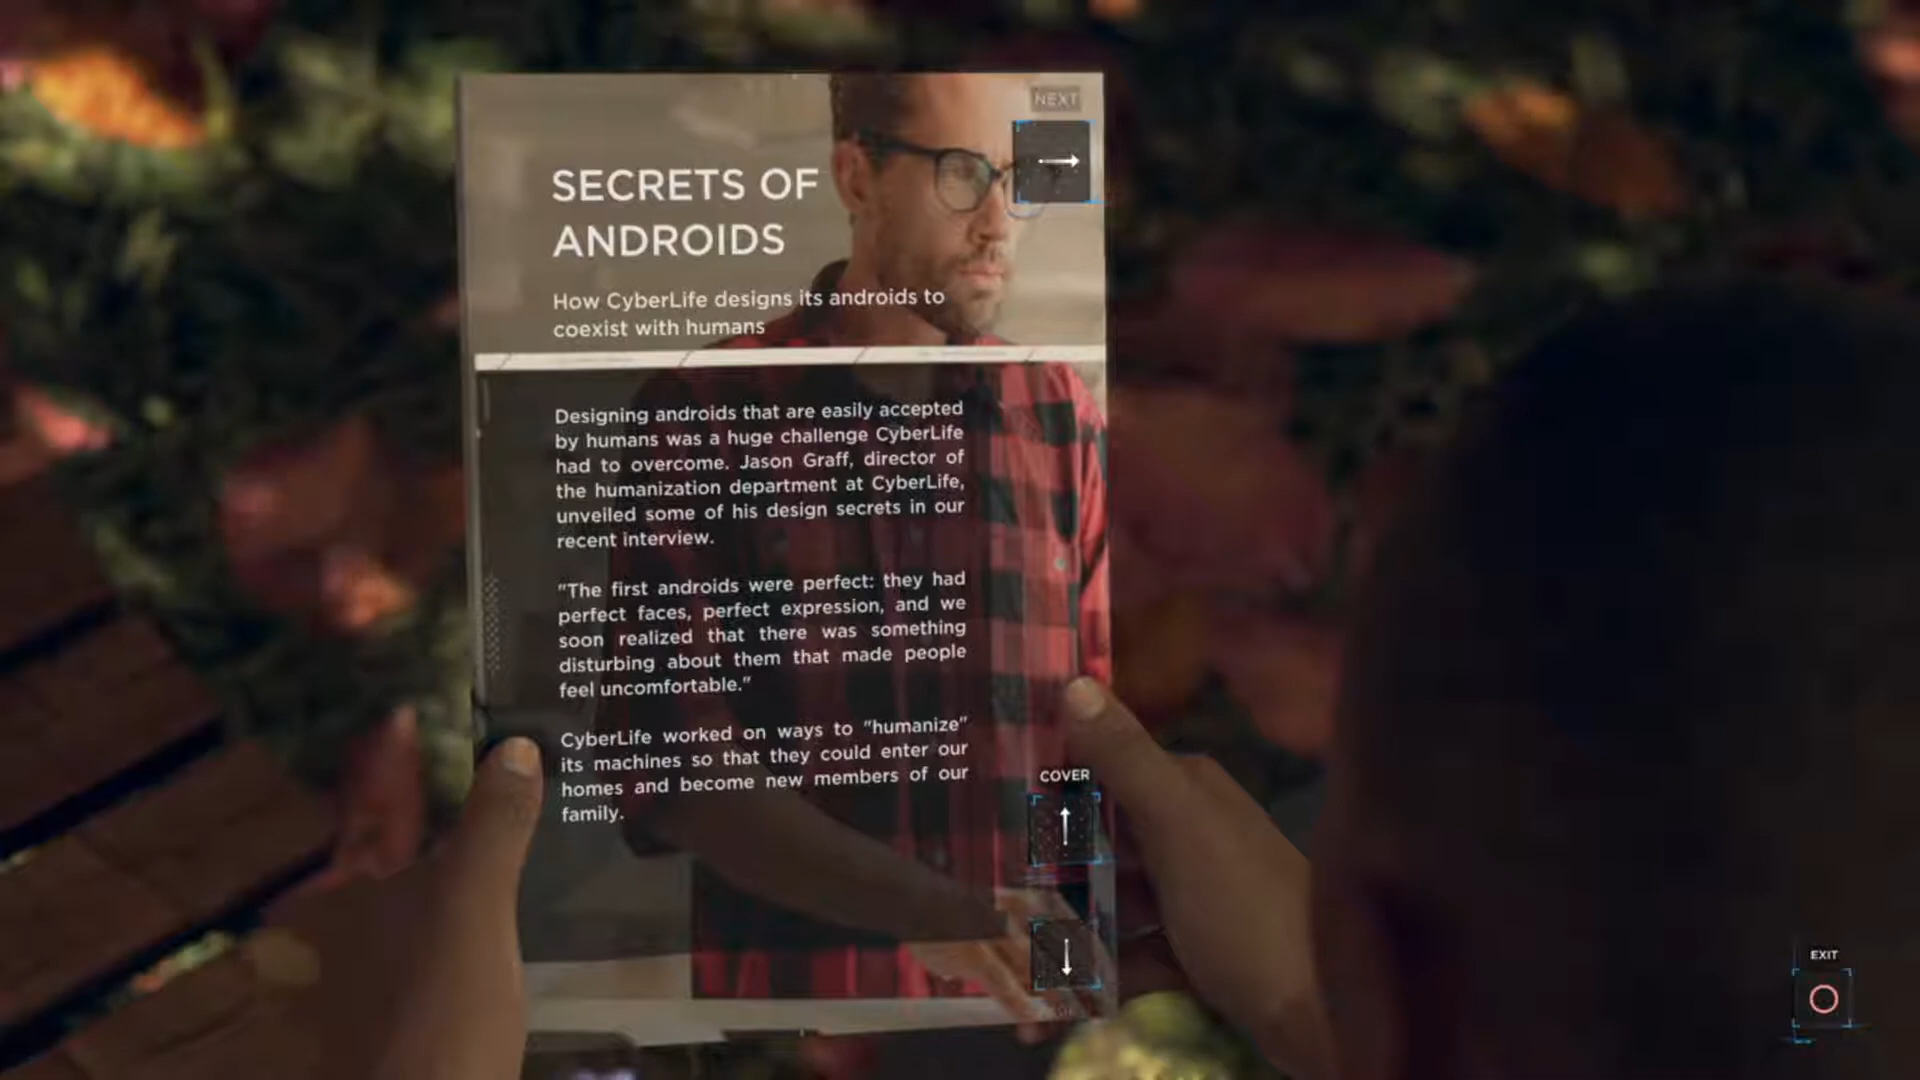 NEXT
SECRETS OF
ANDROIDS
How CyberLife designs its androids to
coexist with humans
Designing androids that are easily accepted
by humans was a huge challenge CyberLife
had to overcome. Jason Graff, director of
the humanization department at CyberLife,
unveiled some of his design secrets in our
recent interview.
"The first androids were perfect: they had
perfect faces, perfect expression, and we
soon realized that there was something
disturbing about them that made people
feel uncomfortable."
CyberLife worked on ways to "humanize"
its machines so that they could enter our
homes and become new members of our
family.
COVER
EXIT